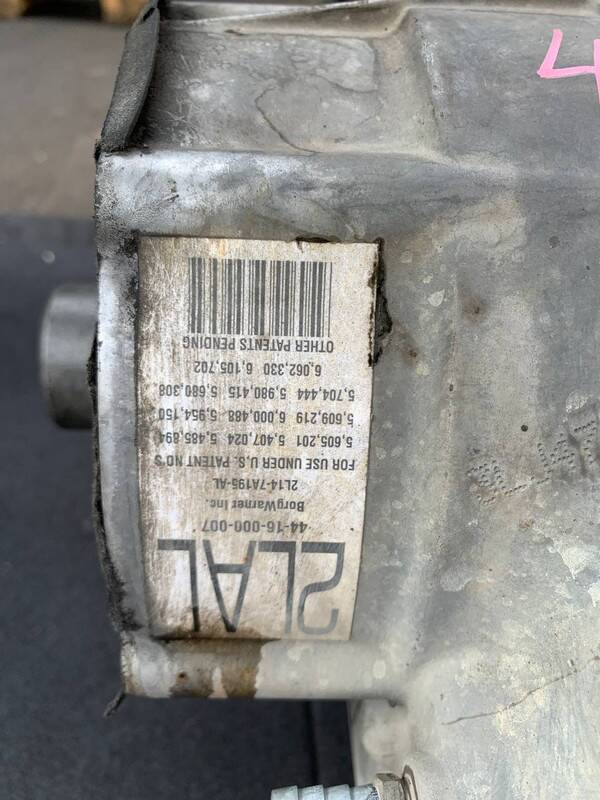 2LAL
44-16-000-007
BorgWarner Inc.
2L14-7A195-AL
FOR USE UNDER U.S. PATENT NO'S
5,605,201 5,407,024 5,485,894
5,609,219 6,000,488 5,954,150
5,704,444 5,980,415 5,680,308
6,062,330 6,105,702
OTHER PATENTS PENDING
4